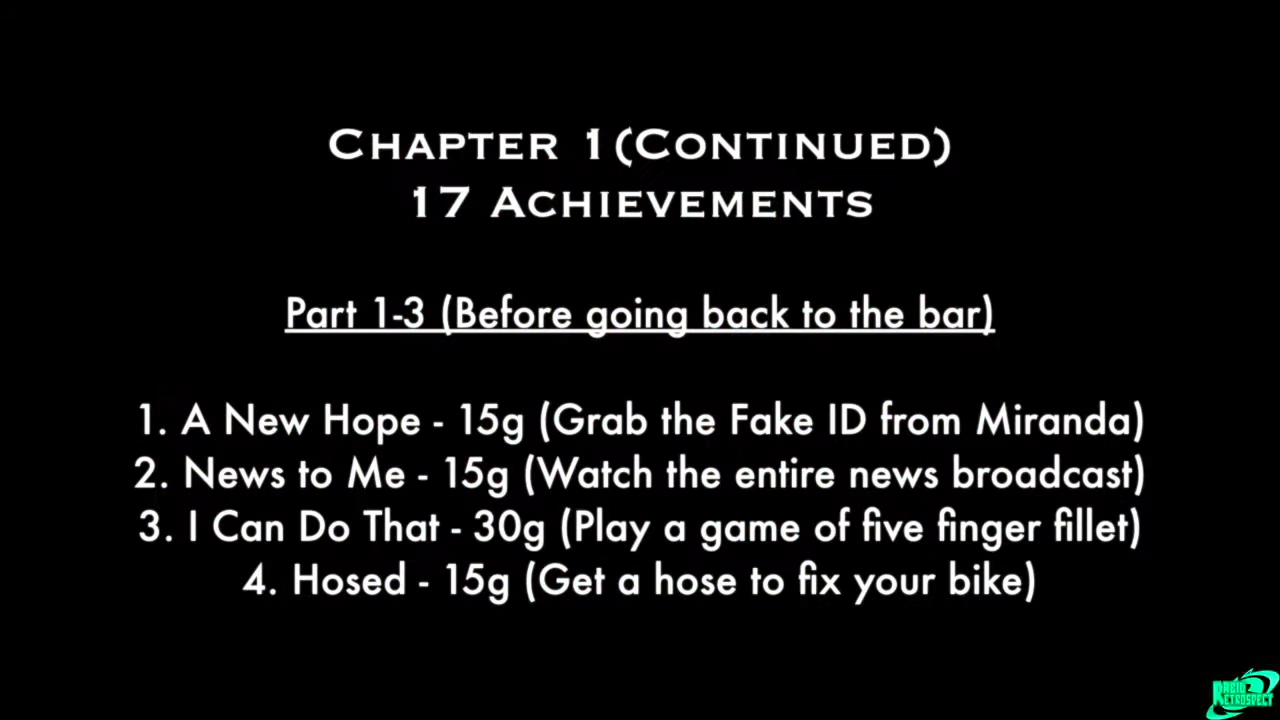 CHAPTER 1(CONTINUED)
17 ACHIEVEMENTS
Part 1-3 (Before going back to the bar)
1. A New Hope - 15g (Grab the Fake ID from Miranda)
2. News to Me - 15g (Watch the entire news broadcast)
3. I Can Do That - 30g (Play a game of five finger fillet)
4. Hosed - 15g (Get a hose to fix your bike)
RADIO
RETROSPECT